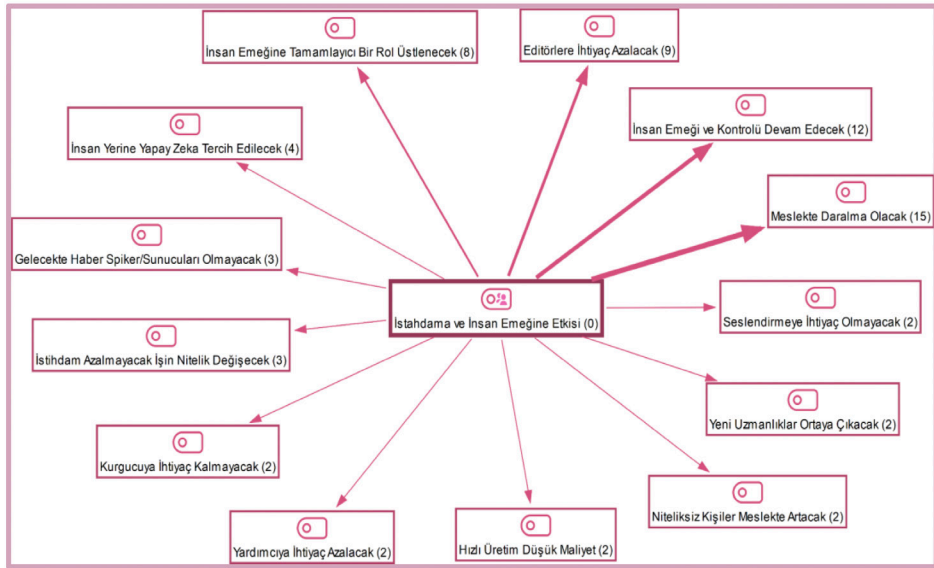 İnsan Emeğine Tamamlayıcı Bir Rol Üstlenecek (8)
Editörlere İhtiyaç Azalacak (9)
İnsan Yerine Yapay Zeka Tercih Edilecek (4)
İnsan Emeği ve Kontrolü Devam Edecek (12)
Meslekte Daralma Olacak (15)
Gelecekte Haber Spiker/Sunucuları Olmayacak (3)
İstahdama ve İnsan Emeğine Etkisi (0)
Seslendirmeye İhtiyaç Olmayacak (2)
İstihdam Azalmayacak İşin Nitelik Değişecek (3)
Yeni Uzmanlıklar Ortaya Çıkacak (2)
Kurgucuya İhtiyaç Kalmayacak (2)
Niteliksiz Kişiler Meslekte Artacak (2)
Yardımcıya İhtiyaç Azalacak (2)
Hızlı Üretim Düşük Maliyet (2)